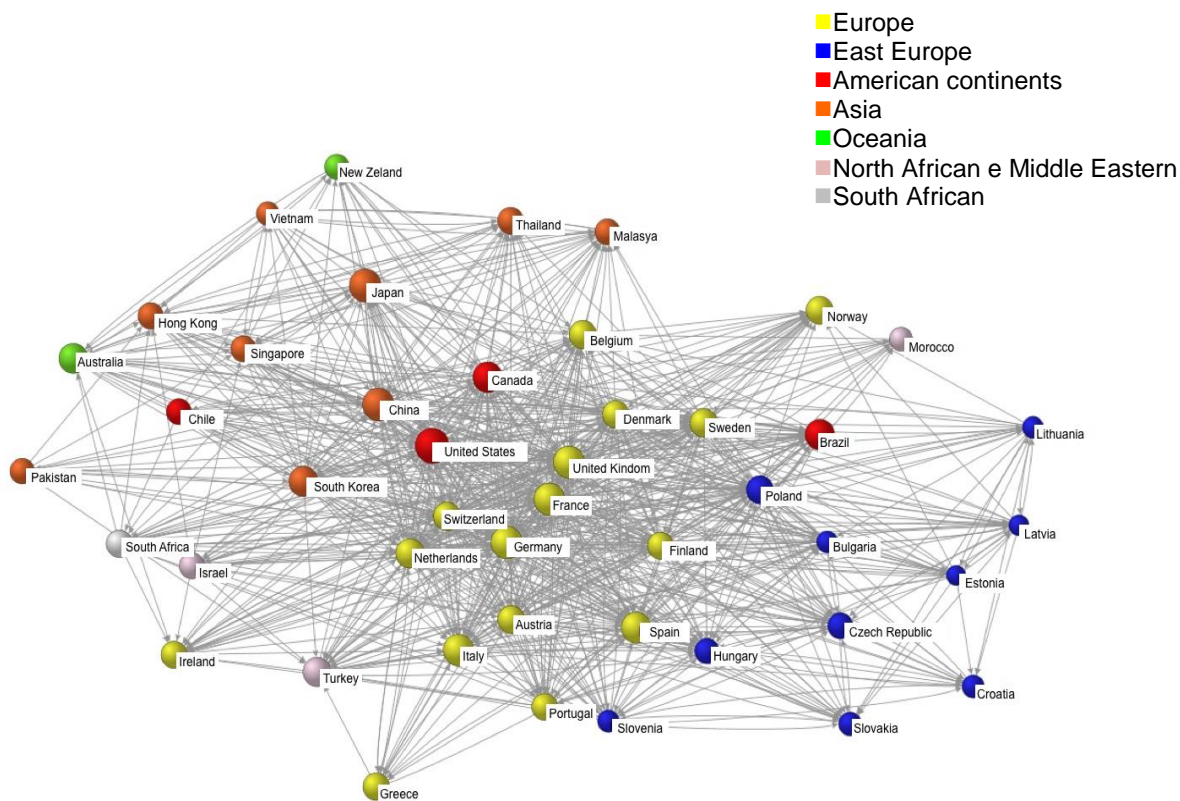 Europe
East Europe
American continents
Asia
Oceania
North African e Middle Eastern
South African
New Zeland
Vietnam
Thailand
Malasya
Japan
Hong Kong
Norway
Belgium
Morocco
Singapore
Australia
Canada
China
Chile
Denmark
Sweden
Brazil
Lithuania
United States
United Kindom
Pakistan
South Korea
Poland
France
Switzerland
Latvia
South Africa
Germany
Finland
Bulgaria
Netherlands
Israel
Estonia
Austria
Spain
Czech Republic
Ireland
Italy
Hungary
Turkey
Croatia
Portugal
Slovenia
Slovakia
Greece